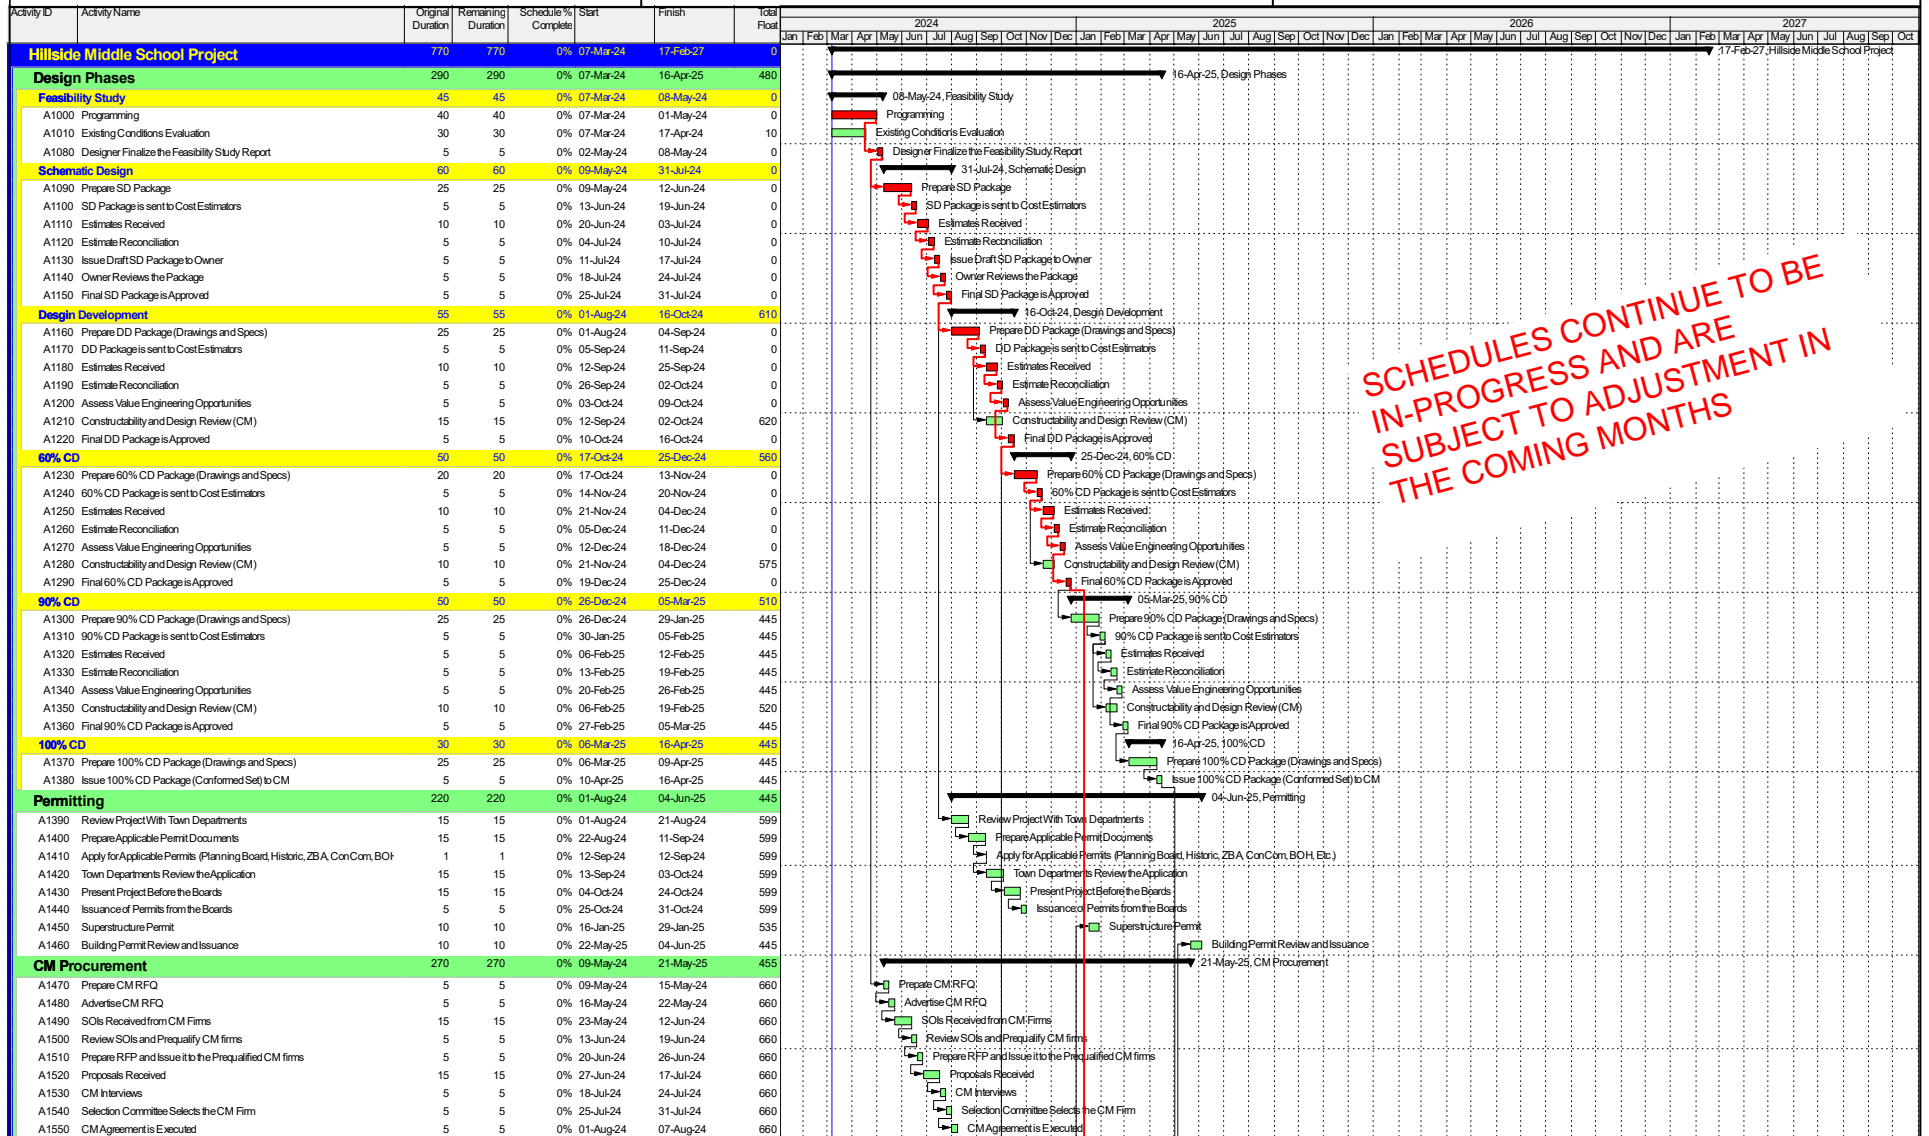 Activity ID Activity Name Original Duration Remaining Duration Schedule % Complete Start Finish Total Float
2024 2025 2026 2027
Jan Feb Mar Apr May Jun Jul Aug Sep Oct Nov Dec Jan Feb Mar Apr May Jun Jul Aug Sep Oct Nov Dec Jan Feb Mar Apr May Jun Jul Aug Sep Oct Nov Dec Jan Feb Mar Apr May Jun Jul Aug Sep Oct
Hillside Middle School Project 770 770 0% 07-Mar-24 17-Feb-27 0 17-Feb-27, Hillside Middle School Project
Design Phases 290 290 0% 07-Mar-24 16-Apr-25 480 16-Apr-25, Design Phases
Feasibility Study 45 45 0% 07-Mar-24 08-May-24 0 08-May-24, Feasibility Study
A1000 Programming 40 40 0% 07-Mar-24 01-May-24 0 Programming
A1010 Existing Conditions Evaluation 30 30 0% 07-Mar-24 17-Apr-24 10 Existing Conditions Evaluation
A1080 Designer Finalize the Feasibility Study Report 5 5 0% 02-May-24 08-May-24 0 Designer Finalize the Feasibility Study Report
Schematic Design 60 60 0% 09-May-24 31-Jul-24 0 31-Jul-24, Schematic Design
A1090 Prepare SD Package 25 25 0% 09-May-24 12-Jun-24 0 Prepare SD Package
A1100 SD Package is sent to Cost Estimators 5 5 0% 13-Jun-24 19-Jun-24 0 SD Package is sent to Cost Estimators
A1110 Estimates Received 10 10 0% 20-Jun-24 03-Jul-24 0 Estimates Received
A1120 Estimate Reconciliation 5 5 0% 04-Jul-24 10-Jul-24 0 Estimate Reconciliation
A1130 Issue Draft SD Package to Owner 5 5 0% 11-Jul-24 17-Jul-24 0 Issue Draft SD Package to Owner
A1140 Owner Reviews the Package 5 5 0% 18-Jul-24 24-Jul-24 0 Owner Reviews the Package
A1150 Final SD Package is Approved 5 5 0% 25-Jul-24 31-Jul-24 0 Final SD Package is Approved
Desgin Development 55 55 0% 01-Aug-24 16-Oct-24 610 16-Oct-24, Desgin Development
A1160 Prepare DD Package (Drawings and Specs) 25 25 0% 01-Aug-24 04-Sep-24 0 Prepare DD Package (Drawings and Specs)
A1170 DD Package is sent to Cost Estimators 5 5 0% 05-Sep-24 11-Sep-24 0 DD Package is sent to Cost Estimators
A1180 Estimates Received 10 10 0% 12-Sep-24 25-Sep-24 0 Estimates Received
A1190 Estimate Reconciliation 5 5 0% 26-Sep-24 02-Oct-24 0 Estimate Reconciliation
A1200 Assess Value Engineering Opportunities 5 5 0% 03-Oct-24 09-Oct-24 0 Assess Value Engineering Opportunities
A1210 Constructability and Design Review (CM) 15 15 0% 12-Sep-24 02-Oct-24 620 Constructability and Design Review (CM)
A1220 Final DD Package is Approved 5 5 0% 10-Oct-24 16-Oct-24 0 Final DD Package is Approved
60% CD 50 50 0% 17-Oct-24 25-Dec-24 560 25-Dec-24, 60% CD
A1230 Prepare 60% CD Package (Drawings and Specs) 20 20 0% 17-Oct-24 13-Nov-24 0 Prepare 60% CD Package (Drawings and Specs)
A1240 60% CD Package is sent to Cost Estimators 5 5 0% 14-Nov-24 20-Nov-24 0 60% CD Package is sent to Cost Estimators
A1250 Estimates Received 10 10 0% 21-Nov-24 04-Dec-24 0 Estimates Received
A1260 Estimate Reconciliation 5 5 0% 05-Dec-24 11-Dec-24 0 Estimate Reconciliation
A1270 Assess Value Engineering Opportunities 5 5 0% 12-Dec-24 18-Dec-24 0 Assess Value Engineering Opportunities
A1280 Constructability and Design Review (CM) 10 10 0% 21-Nov-24 04-Dec-24 575 Constructability and Design Review (CM)
A1290 Final 60% CD Package is Approved 5 5 0% 19-Dec-24 25-Dec-24 0 Final 60% CD Package is Approved
90% CD 50 50 0% 26-Dec-24 05-Mar-25 510 05-Mar-25, 90% CD
A1300 Prepare 90% CD Package (Drawings and Specs) 25 25 0% 26-Dec-24 29-Jan-25 445 Prepare 90% CD Package (Drawings and Specs)
A1310 90% CD Package is sent to Cost Estimators 5 5 0% 30-Jan-25 05-Feb-25 445 90% CD Package is sent to Cost Estimators
A1320 Estimates Received 5 5 0% 06-Feb-25 12-Feb-25 445 Estimates Received
A1330 Estimate Reconciliation 5 5 0% 13-Feb-25 19-Feb-25 445 Estimate Reconciliation
A1340 Assess Value Engineering Opportunities 5 5 0% 20-Feb-25 26-Feb-25 445 Assess Value Engineering Opportunities
A1350 Constructability and Design Review (CM) 10 10 0% 06-Feb-25 19-Feb-25 520 Constructability and Design Review (CM)
A1360 Final 90% CD Package is Approved 5 5 0% 27-Feb-25 05-Mar-25 445 Final 90% CD Package is Approved
100% CD 30 30 0% 06-Mar-25 16-Apr-25 445 16-Apr-25, 100% CD
A1370 Prepare 100% CD Package (Drawings and Specs) 25 25 0% 06-Mar-25 09-Apr-25 445 Prepare 100% CD Package (Drawings and Specs)
A1380 Issue 100% CD Package (Conformed Set) to CM 5 5 0% 10-Apr-25 16-Apr-25 445 Issue 100% CD Package (Conformed Set) to CM
Permitting 220 220 0% 01-Aug-24 04-Jun-25 445 04-Jun-25, Permitting
A1390 Review Project With Town Departments 15 15 0% 01-Aug-24 21-Aug-24 599 Review Project With Town Departments
A1400 Prepare Applicable Permit Documents 15 15 0% 22-Aug-24 11-Sep-24 599 Prepare Applicable Permit Documents
A1410 Apply for Applicable Permits (Planning Board, Historic, ZBA, ConCom, BOH 1 1 0% 12-Sep-24 12-Sep-24 599 Apply for Applicable Permits (Planning Board, Historic, ZBA, ConCom, BOH, Etc.)
A1420 Town Departments Review the Application 15 15 0% 13-Sep-24 03-Oct-24 599 Town Departments Review the Application
A1430 Present Project Before the Boards 15 15 0% 04-Oct-24 24-Oct-24 599 Present Project Before the Boards
A1440 Issuance of Permits from the Boards 5 5 0% 25-Oct-24 31-Oct-24 599 Issuance of Permits from the Boards
A1450 Superstructure Permit 10 10 0% 16-Jan-25 29-Jan-25 535 Superstructure Permit
A1460 Building Permit Review and Issuance 10 10 0% 22-May-25 04-Jun-25 445 Building Permit Review and Issuance
CM Procurement 270 270 0% 09-May-24 21-May-25 455 21-May-25, CM Procurement
A1470 Prepare CM RFQ 5 5 0% 09-May-24 15-May-24 660 Prepare CM RFQ
A1480 Advertise CM RFQ 5 5 0% 16-May-24 22-May-24 660 Advertise CM RFQ
A1490 SOIs Received from CM Firms 15 15 0% 23-May-24 12-Jun-24 660 SOIs Received from CM Firms
A1500 Review SOIs and Prequalify CM firms 5 5 0% 13-Jun-24 19-Jun-24 660 Review SOIs and Prequalify CM firms
A1510 Prepare RFP and Issue it to the Prequalified CM firms 5 5 0% 20-Jun-24 26-Jun-24 660 Prepare RFP and Issue it to the Prequalified CM firms
A1520 Proposals Received 15 15 0% 27-Jun-24 17-Jul-24 660 Proposals Received
A1530 CM Interviews 5 5 0% 18-Jul-24 24-Jul-24 660 CM Interviews
A1540 Selection Committee Selects the CM Firm 5 5 0% 25-Jul-24 31-Jul-24 660 Selection Committee Selects the CM Firm
A1550 CM Agreement is Executed 5 5 0% 01-Aug-24 07-Aug-24 660 CM Agreement is Executed
SCHEDULES CONTINUE TO BE
IN-PROGRESS AND ARE
SUBJECT TO ADJUSTMENT IN
THE COMING MONTHS